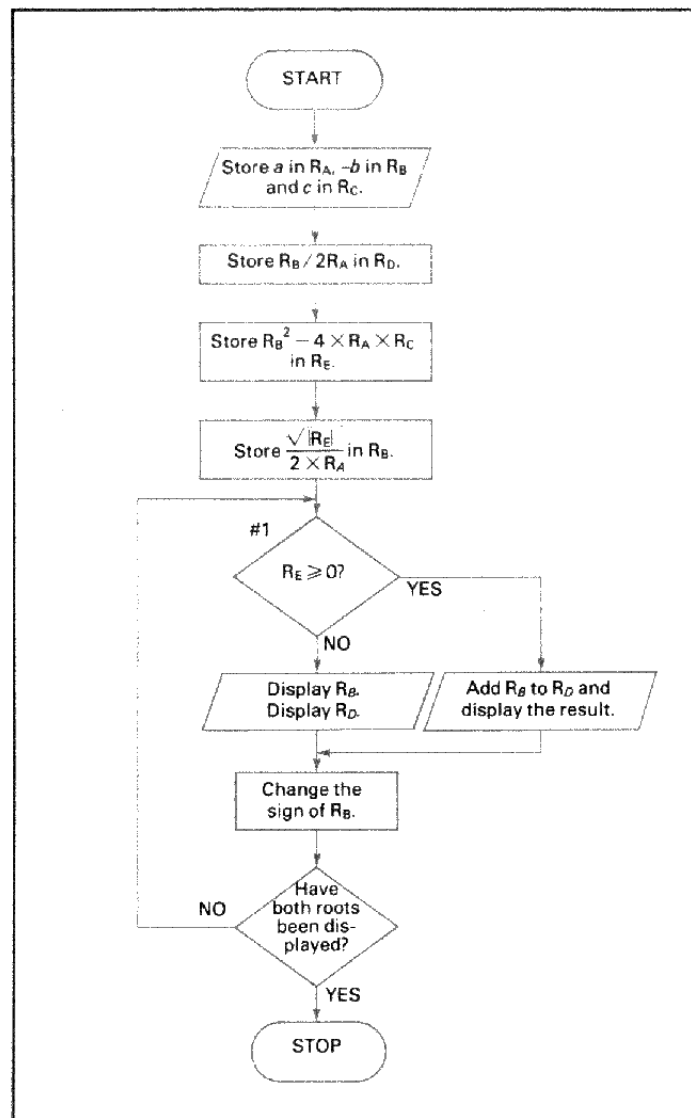 START
Store a in R_A, –b in R_B
and c in R_C.
Store R_B / 2R_A in R_D.
Store R_B² – 4 × R_A × R_C
in R_E.
Store √|R_E| / 2 × R_A in R_B.
#1
R_E ⩾ 0?
YES
NO
Display R_B.
Display R_D.
Add R_B to R_D and
display the result.
Change the
sign of R_B.
Have
both roots
been dis-
played?
NO
YES
STOP